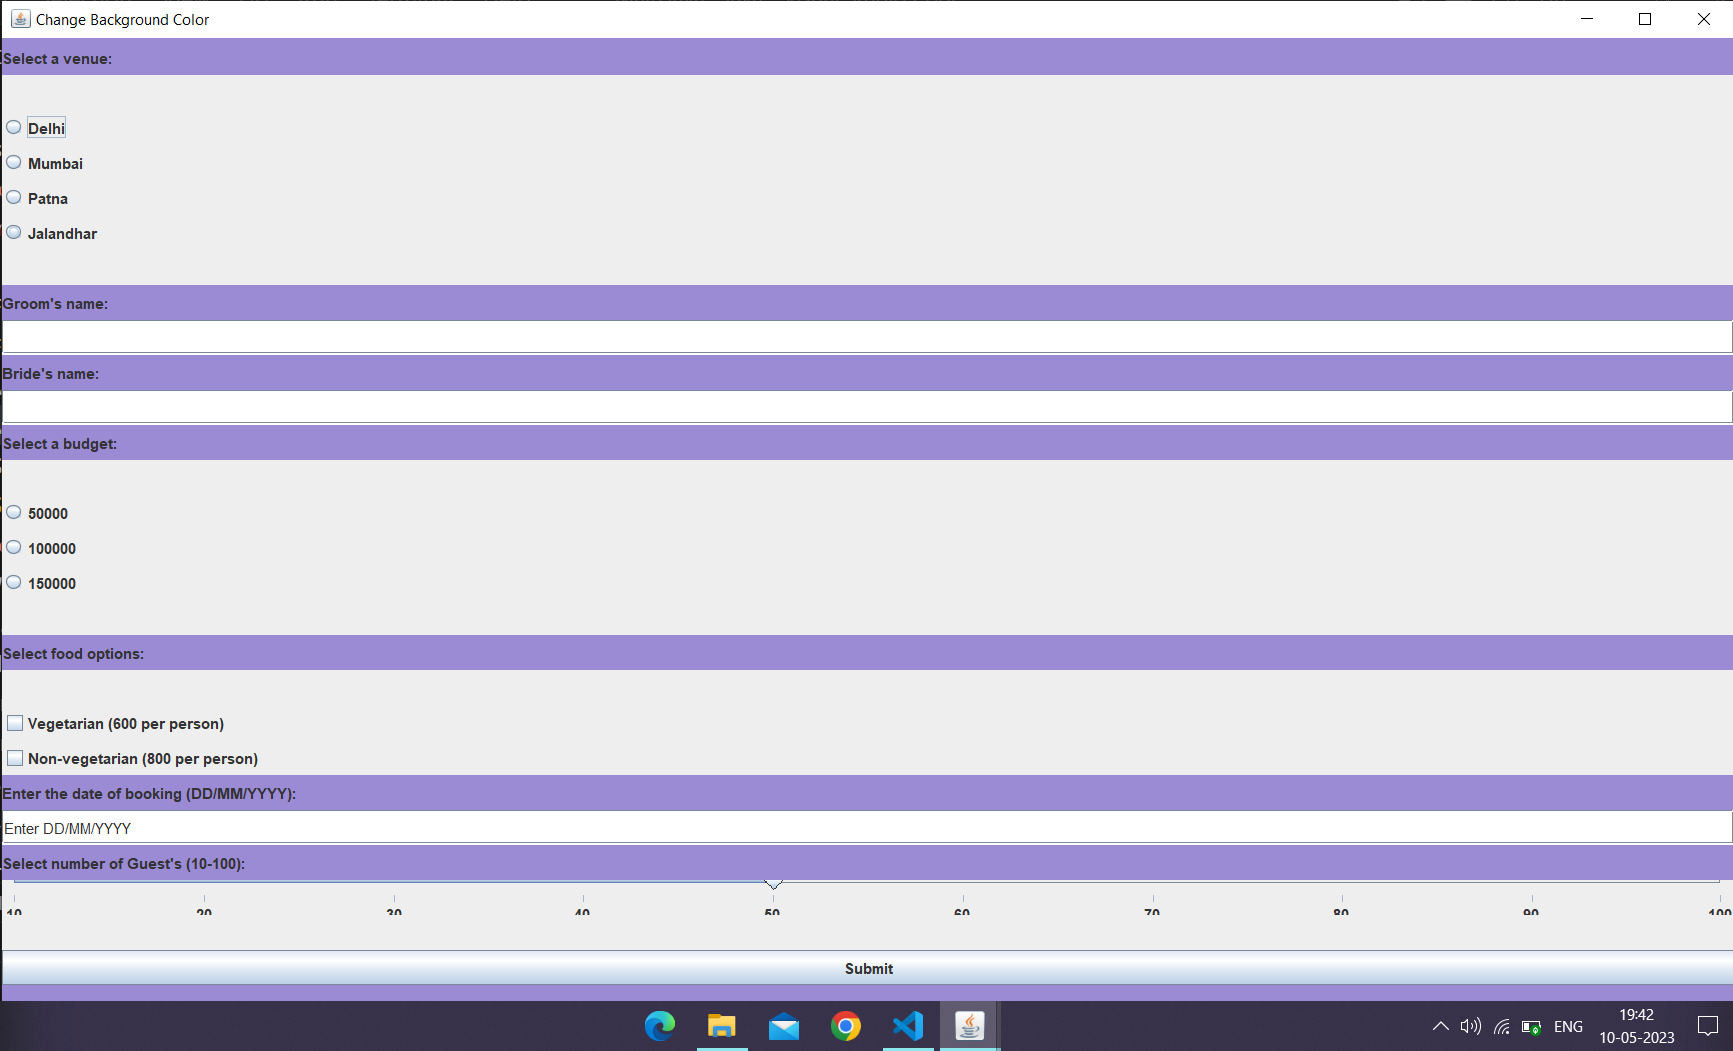 Change Background Color
Select a venue:
Delhi
Mumbai
Patna
Jalandhar
Groom's name:
Bride's name:
Select a budget:
50000
100000
150000
Select food options:
Vegetarian (600 per person)
Non-vegetarian (800 per person)
Enter the date of booking (DD/MM/YYYY):
Enter DD/MM/YYYY
Select number of Guest's (10-100):
10 20 30 40 50 60 70 80 90 100
Submit
ENG
19:42
10-05-2023